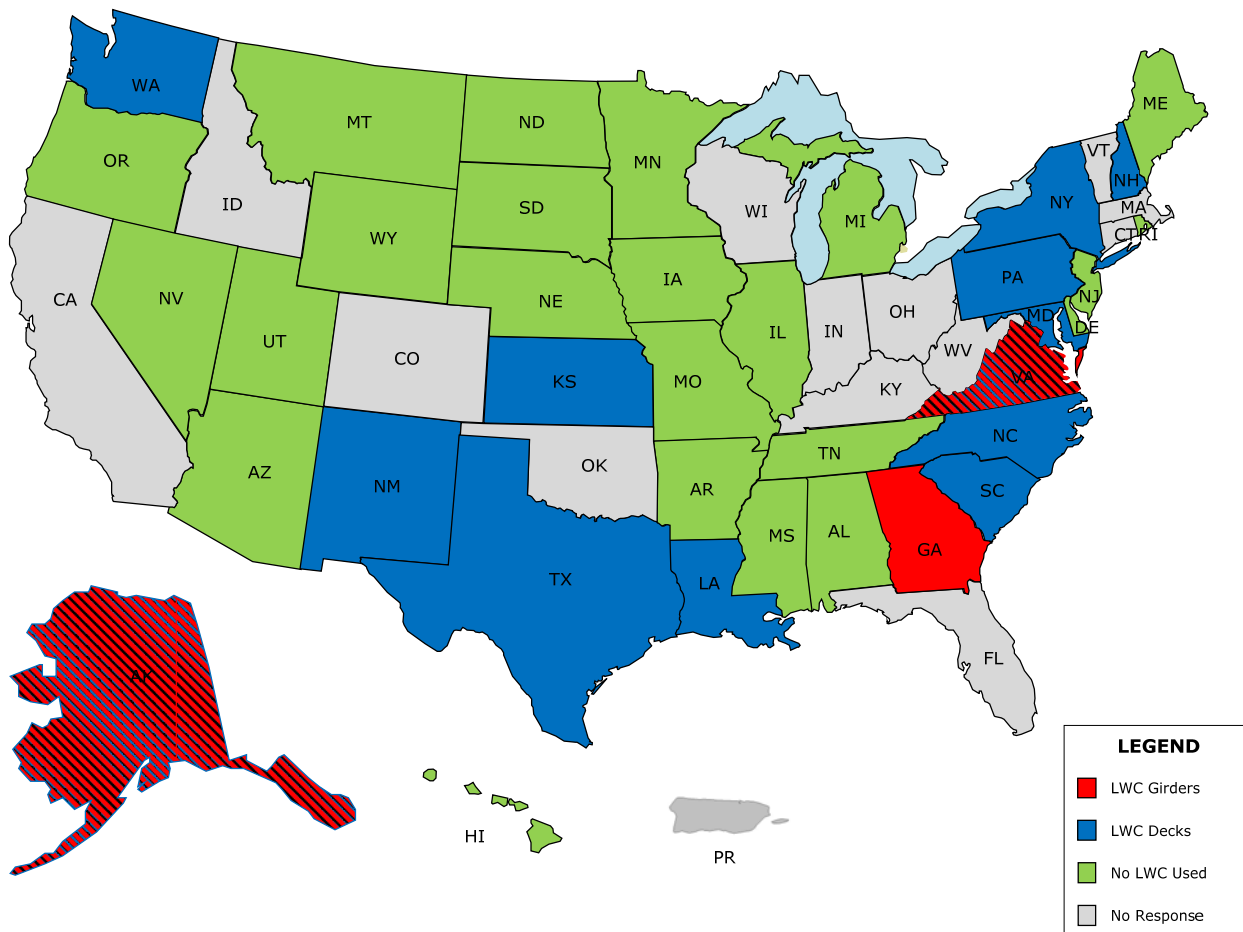 WA
ME
MT
ND
VT
OR
MN
NH
ID
SD
WI
MI
NY
MA
WY
CTRI
CA
NV
NE
IA
PA
NJ
UT
CO
IL
IN
OH
MD
DE
KS
MO
KY
WV
VA
AZ
NM
OK
AR
TN
NC
SC
MS
AL
GA
TX
LA
AK
FL
HI
PR
LEGEND
LWC Girders
LWC Decks
No LWC Used
No Response